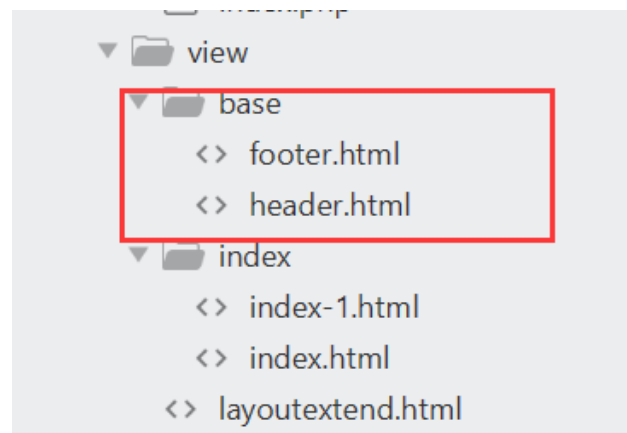 view
base
<> footer.html
<> header.html
index
<> index-1.html
<> index.html
<> layoutextend.html